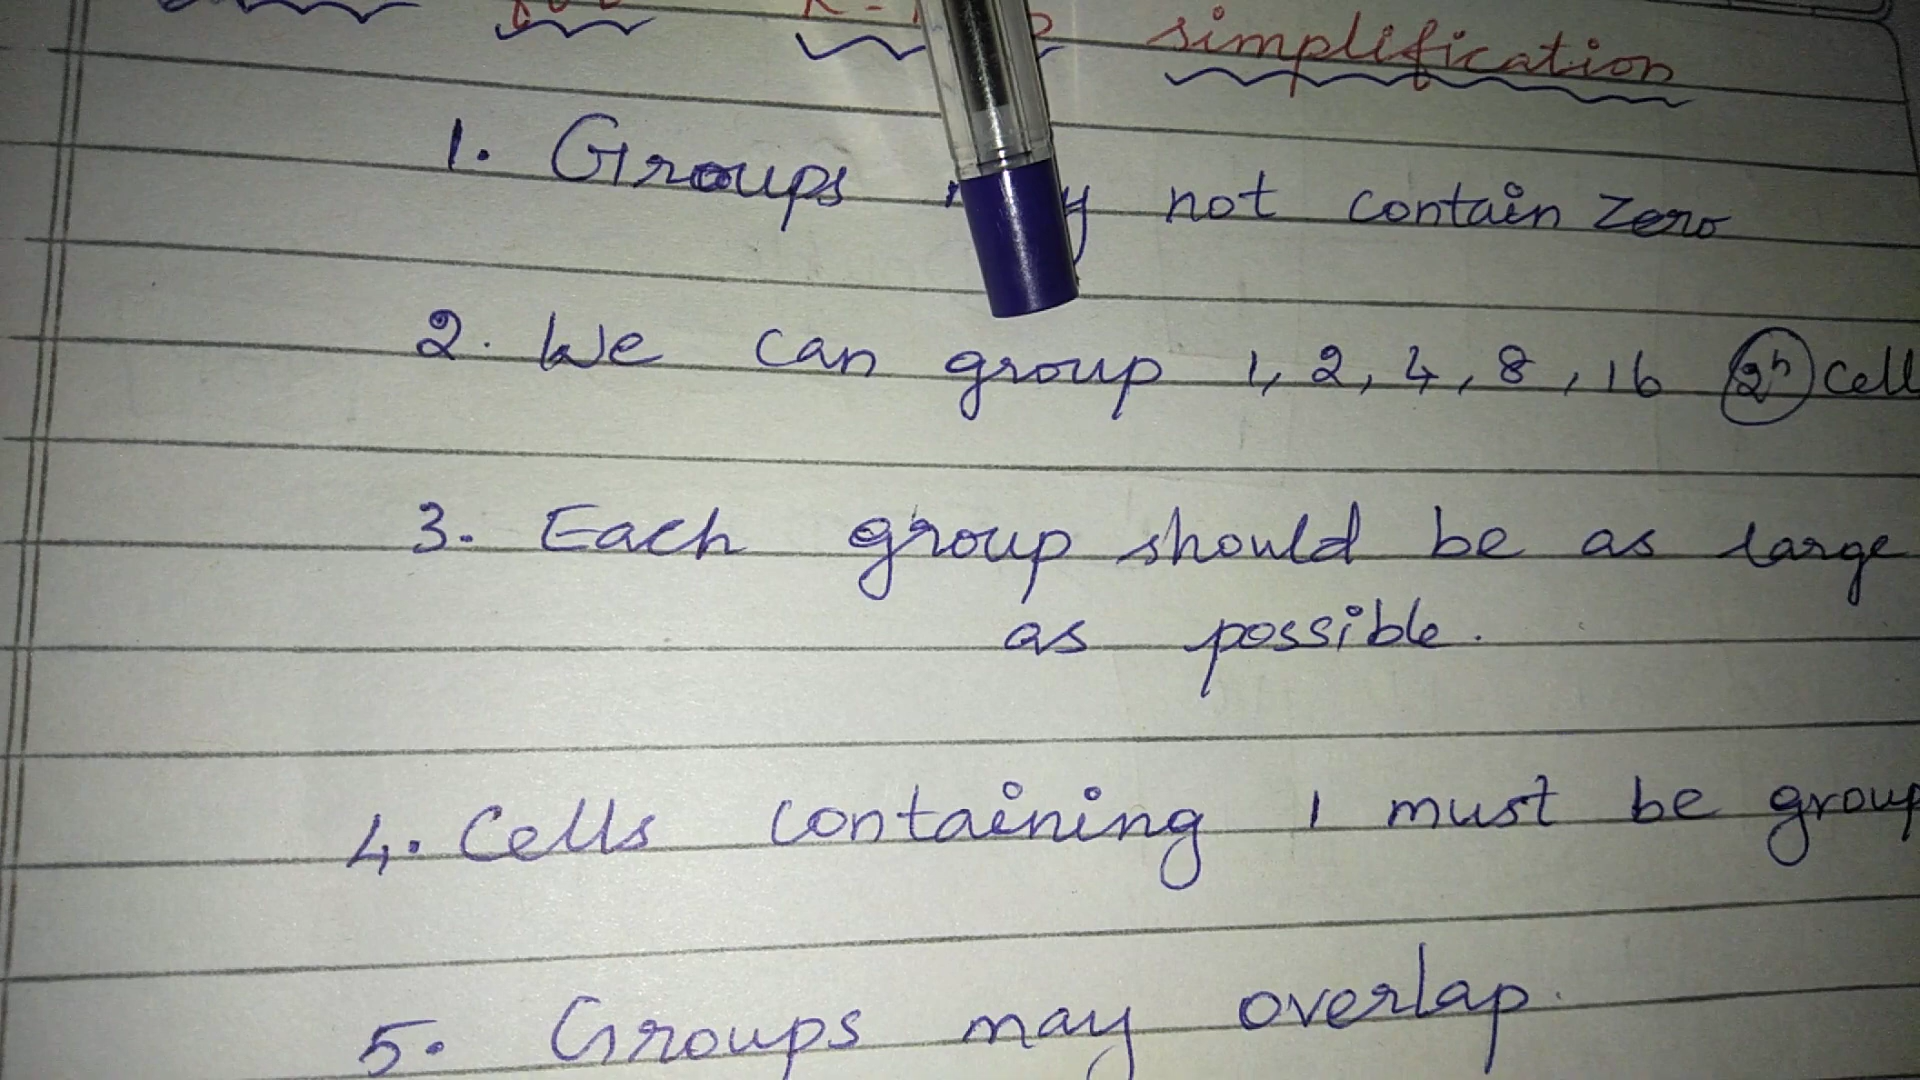 simplification
1. Groups not contain zero
2. We can group 1, 2, 4, 8, 16 2ⁿ cell
3. Each group should be as large
as possible.
4. Cells containing 1 must be group
5. Groups may overlap.